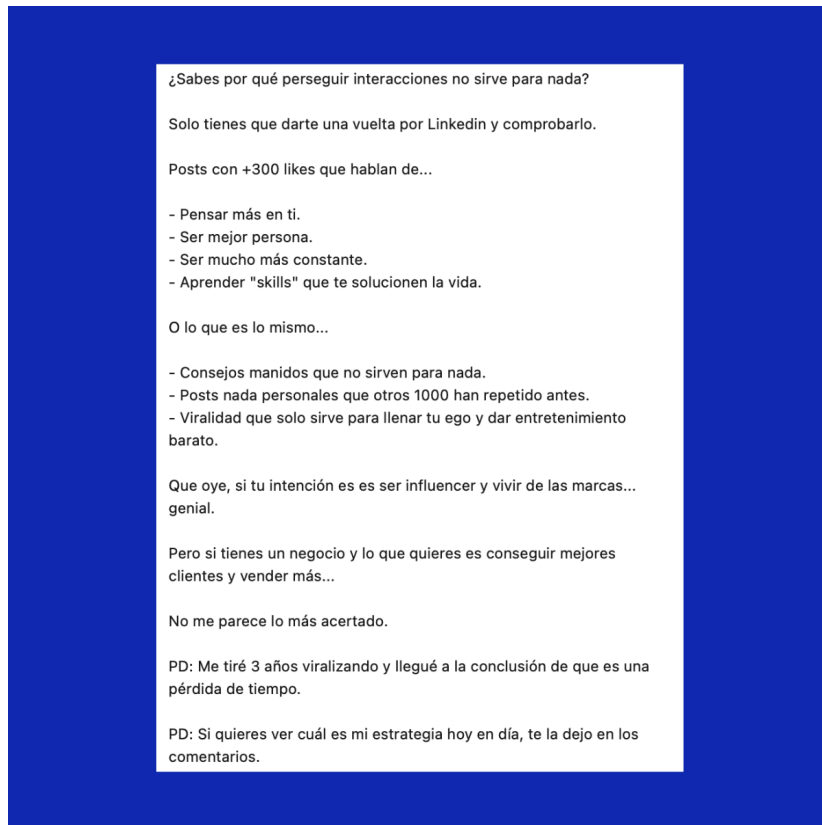 ¿Sabes por qué perseguir interacciones no sirve para nada?
Solo tienes que darte una vuelta por Linkedin y comprobarlo.
Posts con +300 likes que hablan de...
- Pensar más en ti.
- Ser mejor persona.
- Ser mucho más constante.
- Aprender "skills" que te solucionen la vida.
O lo que es lo mismo...
- Consejos manidos que no sirven para nada.
- Posts nada personales que otros 1000 han repetido antes.
- Viralidad que solo sirve para llenar tu ego y dar entretenimiento
barato.
Que oye, si tu intención es es ser influencer y vivir de las marcas...
genial.
Pero si tienes un negocio y lo que quieres es conseguir mejores
clientes y vender más...
No me parece lo más acertado.
PD: Me tiré 3 años viralizando y llegué a la conclusión de que es una
pérdida de tiempo.
PD: Si quieres ver cuál es mi estrategia hoy en día, te la dejo en los
comentarios.